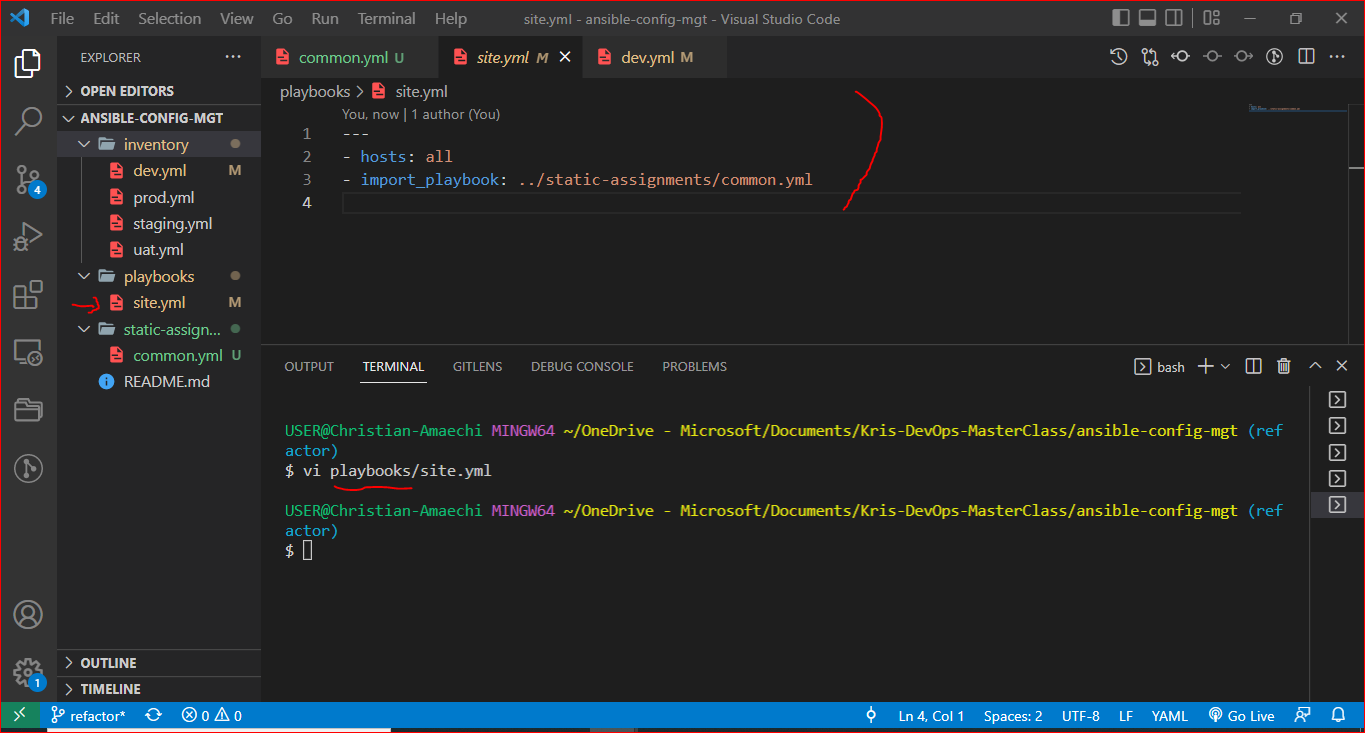 File Edit Selection View Go Run Terminal Help site.yml - ansible-config-mgt - Visual Studio Code
EXPLORER
OPEN EDITORS
ANSIBLE-CONFIG-MGT
inventory
dev.yml M
prod.yml
staging.yml
uat.yml
playbooks
site.yml M
static-assign...
common.yml U
README.md
OUTLINE
TIMELINE
4
1
common.yml U site.yml M dev.yml M
playbooks > site.yml
You, now | 1 author (You)
1 ---
2 - hosts: all
3 - import_playbook: ../static-assignments/common.yml
4
OUTPUT TERMINAL GITLENS DEBUG CONSOLE PROBLEMS bash
USER@Christian-Amaechi MINGW64 ~/OneDrive - Microsoft/Documents/Kris-DevOps-MasterClass/ansible-config-mgt (ref
actor)
$ vi playbooks/site.yml
USER@Christian-Amaechi MINGW64 ~/OneDrive - Microsoft/Documents/Kris-DevOps-MasterClass/ansible-config-mgt (ref
actor)
$
refactor* 0 0 Ln 4, Col 1 Spaces: 2 UTF-8 LF YAML Go Live